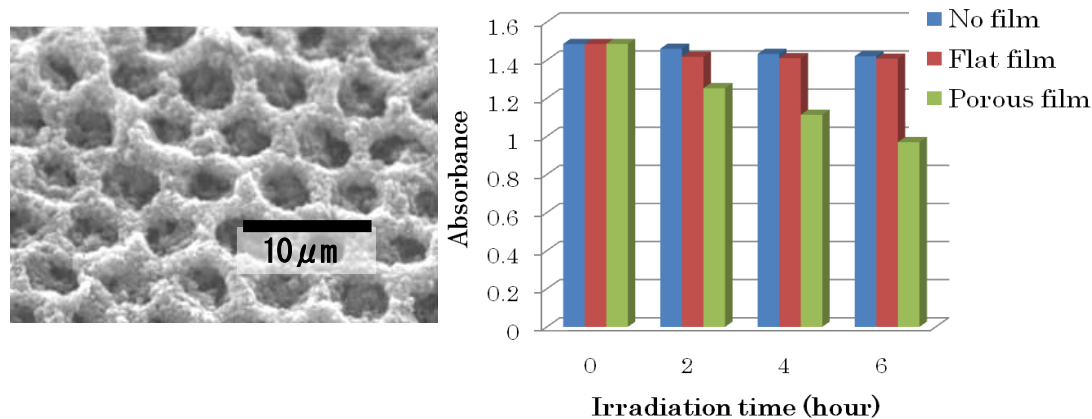 10μm
1.6
1.4
1.2
1
0.8
0.6
0.4
0.2
0
Absorbance
0 2 4 6
Irradiation time (hour)
No film
Flat film
Porous film